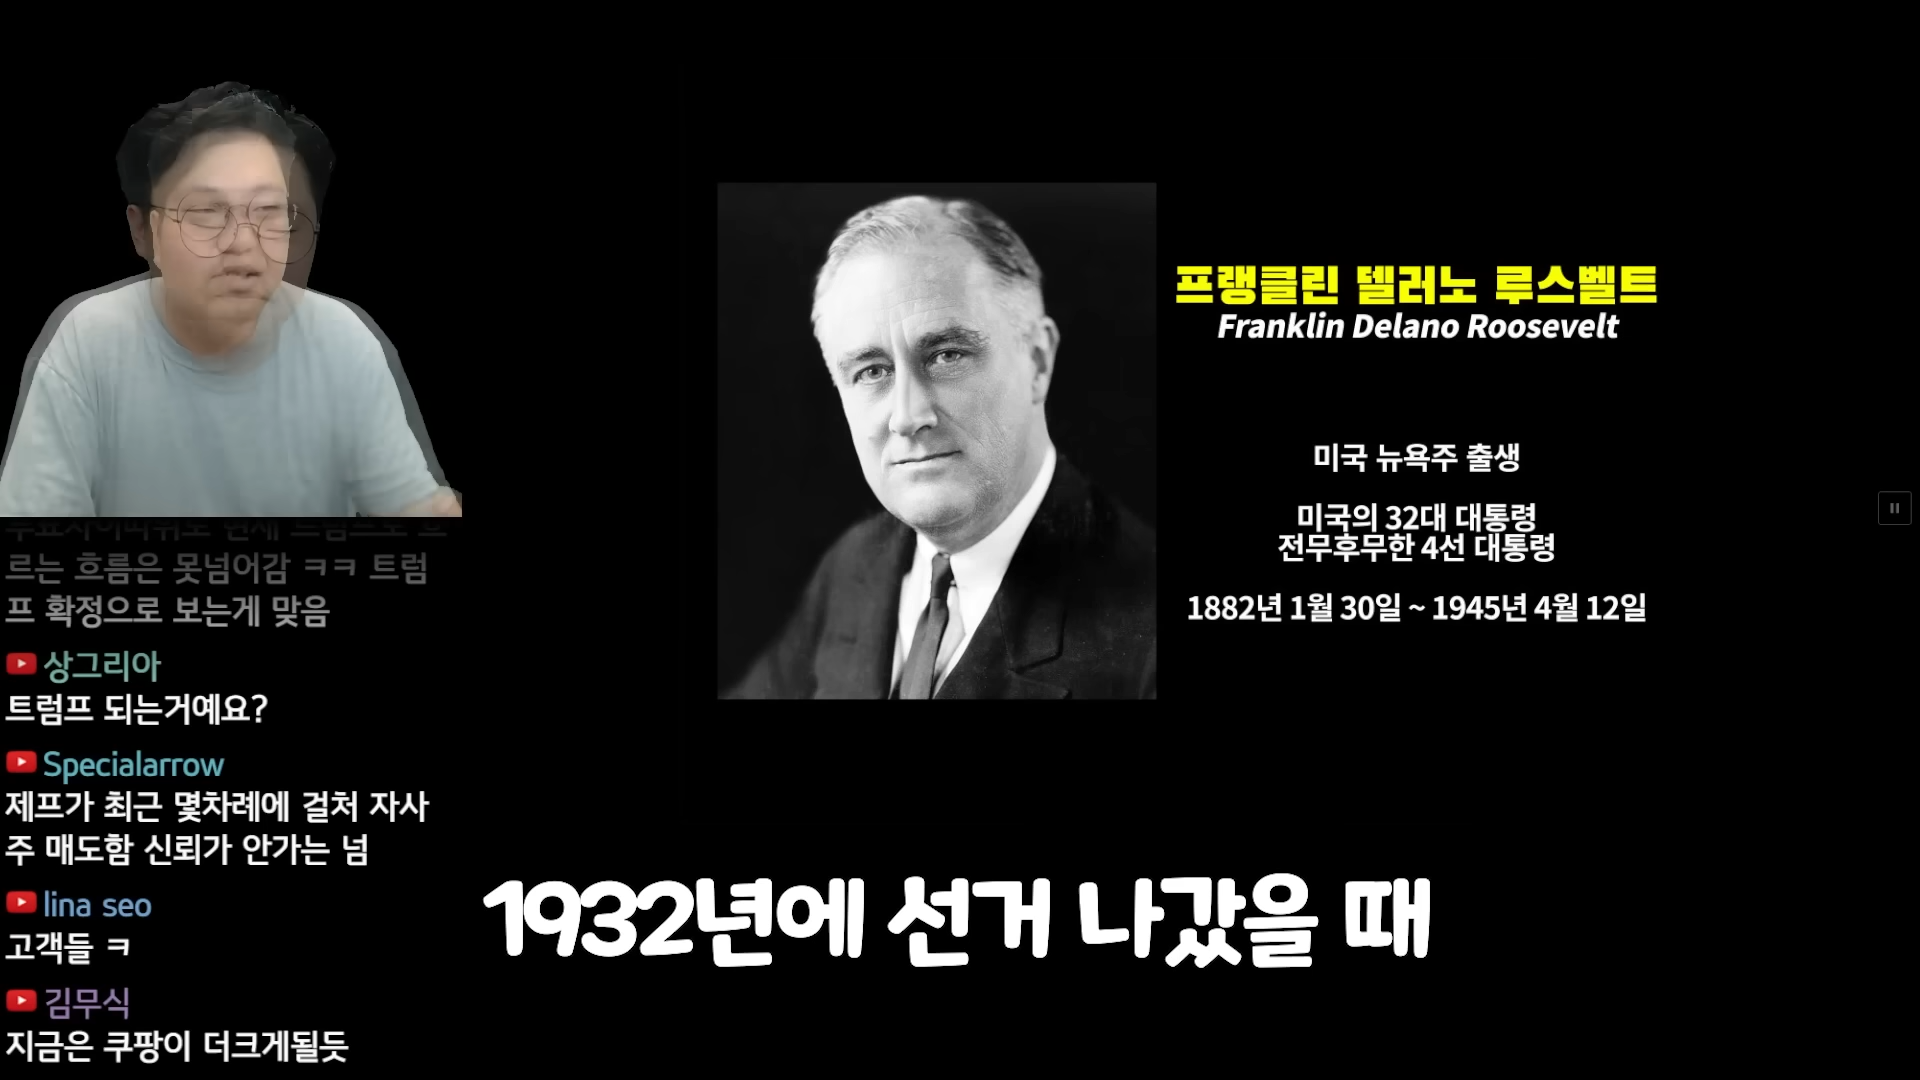 르는 흐름은 못넘어감 ㅋㅋ 트럼
프 확정으로 보는게 맞음
상그리아
트럼프 되는거예요?
Specialarrow
제프가 최근 몇차례에 걸처 자사
주 매도함 신뢰가 안가는 넘
lina seo
고객들 ㅋ
김무식
지금은 쿠팡이 더크게될듯
프랭클린 델러노 루스벨트
Franklin Delano Roosevelt
미국 뉴욕주 출생
미국의 32대 대통령
전무후무한 4선 대통령
1882년 1월 30일 ~ 1945년 4월 12일
1932년에 선거 나갔을 때